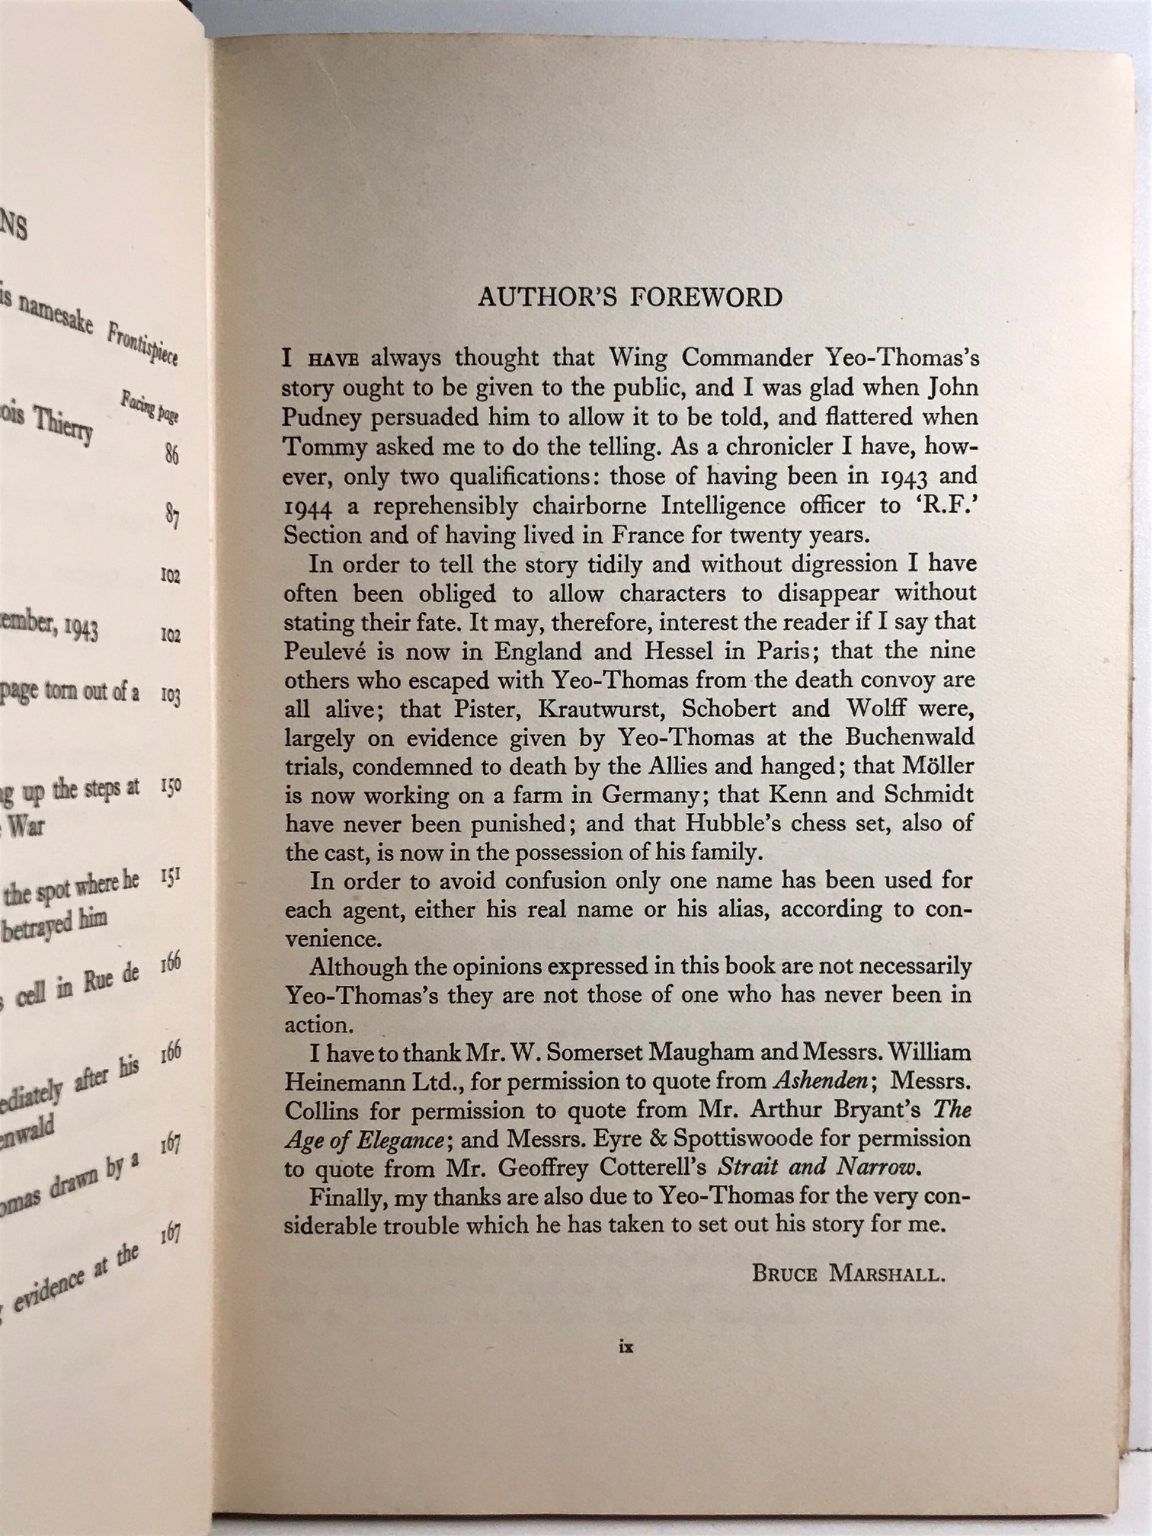 NS
is namesake Frontispiece
Facing page
ois Thierry 86
87
102
ember, 1943 102
page torn out of a 103
g up the steps at 150
War
the spot where he 151
betrayed him
cell in Rue de 166
ediately after his 166
enwald
omas drawn by a 167
evidence at the 167
AUTHOR'S FOREWORD
I HAVE always thought that Wing Commander Yeo-Thomas's
story ought to be given to the public, and I was glad when John
Pudney persuaded him to allow it to be told, and flattered when
Tommy asked me to do the telling. As a chronicler I have, how-
ever, only two qualifications: those of having been in 1943 and
1944 a reprehensibly chairborne Intelligence officer to 'R.F.'
Section and of having lived in France for twenty years.
In order to tell the story tidily and without digression I have
often been obliged to allow characters to disappear without
stating their fate. It may, therefore, interest the reader if I say that
Peulevé is now in England and Hessel in Paris; that the nine
others who escaped with Yeo-Thomas from the death convoy are
all alive; that Pister, Krautwurst, Schobert and Wolff were,
largely on evidence given by Yeo-Thomas at the Buchenwald
trials, condemned to death by the Allies and hanged; that Möller
is now working on a farm in Germany; that Kenn and Schmidt
have never been punished; and that Hubble's chess set, also of
the cast, is now in the possession of his family.
In order to avoid confusion only one name has been used for
each agent, either his real name or his alias, according to con-
venience.
Although the opinions expressed in this book are not necessarily
Yeo-Thomas's they are not those of one who has never been in
action.
I have to thank Mr. W. Somerset Maugham and Messrs. William
Heinemann Ltd., for permission to quote from Ashenden; Messrs.
Collins for permission to quote from Mr. Arthur Bryant's The
Age of Elegance; and Messrs. Eyre & Spottiswoode for permission
to quote from Mr. Geoffrey Cotterell's Strait and Narrow.
Finally, my thanks are also due to Yeo-Thomas for the very con-
siderable trouble which he has taken to set out his story for me.
BRUCE MARSHALL.
ix